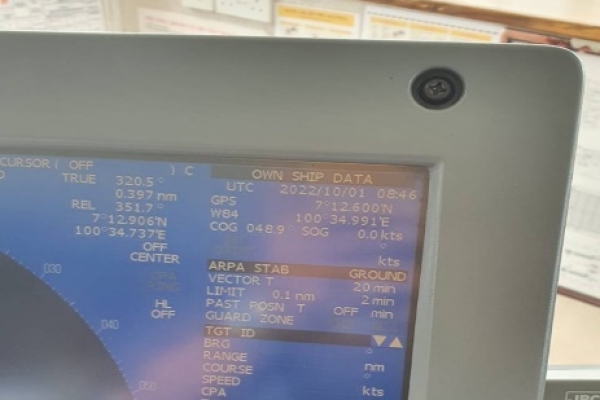 CURSOR( OFF ) C
TRUE 320.5°
0.397 nm
REL 351.7°
7°12.906'N
100°34.737'E
OFF
CENTER
HL
OFF
030
040
050
OWN SHIP DATA
UTC 2022/10/01 08:46
GPS 7°12.600'N
W84 100°34.991'E
COG 048.9° SOG 0.0 kts
°
kts
ARPA STAB GROUND
VECTOR T 20 min
LIMIT 0.1 nm 2 min
PAST POSN T OFF min
GUARD ZONE
TGT ID ▼▲
BRG °
RANGE nm
COURSE °
SPEED kts
CPA
JRC